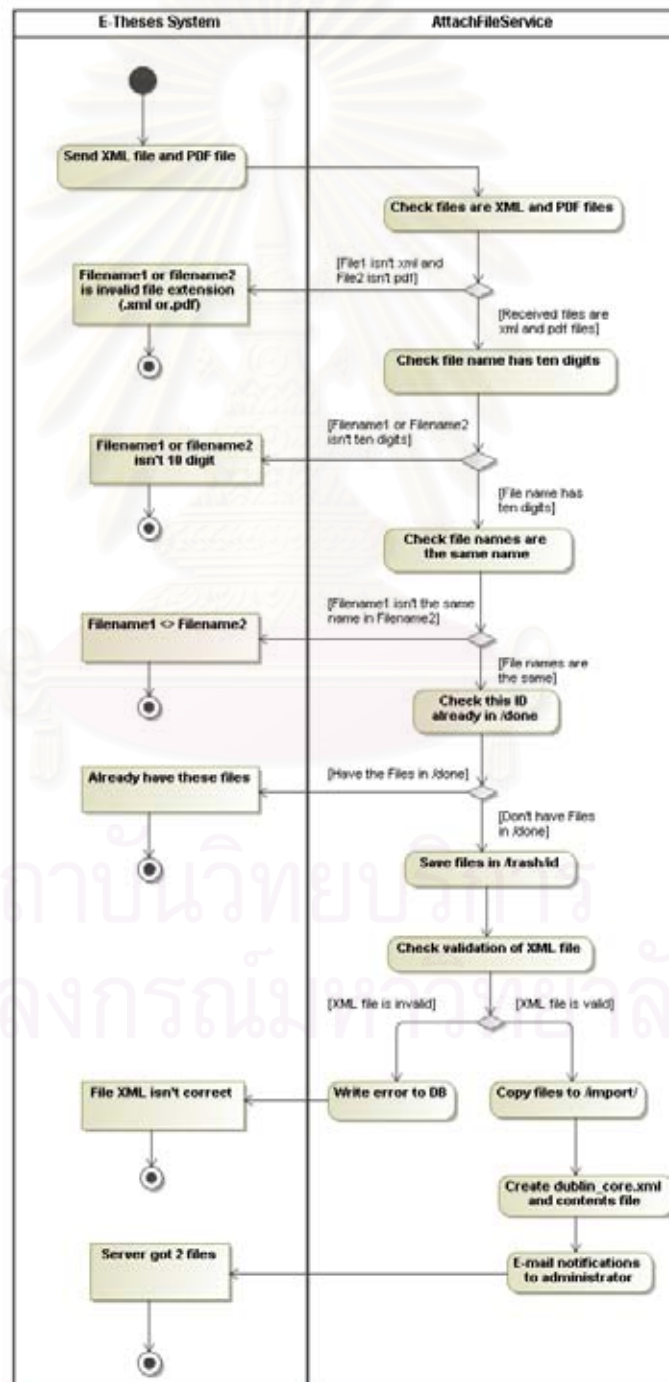 E-Theses System
AttachFileService
Send XML file and PDF file
Check files are XML and PDF files
[File1 isn't xml and
File2 isn't pdf]
Filename1 or filename2
is invalid file extension
(.xml or.pdf)
[Received files are
xml and pdf files]
Check file name has ten digits
[Filename1 or Filename2
isn't ten digits]
Filename1 or filename2
isn't 10 digit
[File name has
ten digits]
Check file names are
the same name
[Filename1 isn't the same
name in Filename2]
Filename1 <> Filename2
[File names are
the same]
Check this ID
already in /done
[Have the Files in /done]
Already have these files
[Don't have Files
in /done]
Save files in /trash/id
Check validation of XML file
[XML file is invalid]
[XML file is valid]
File XML isn't correct
Write error to DB
Copy files to /import/
Create dublin_core.xml
and contents file
Server got 2 files
E-mail notifications
to administrator